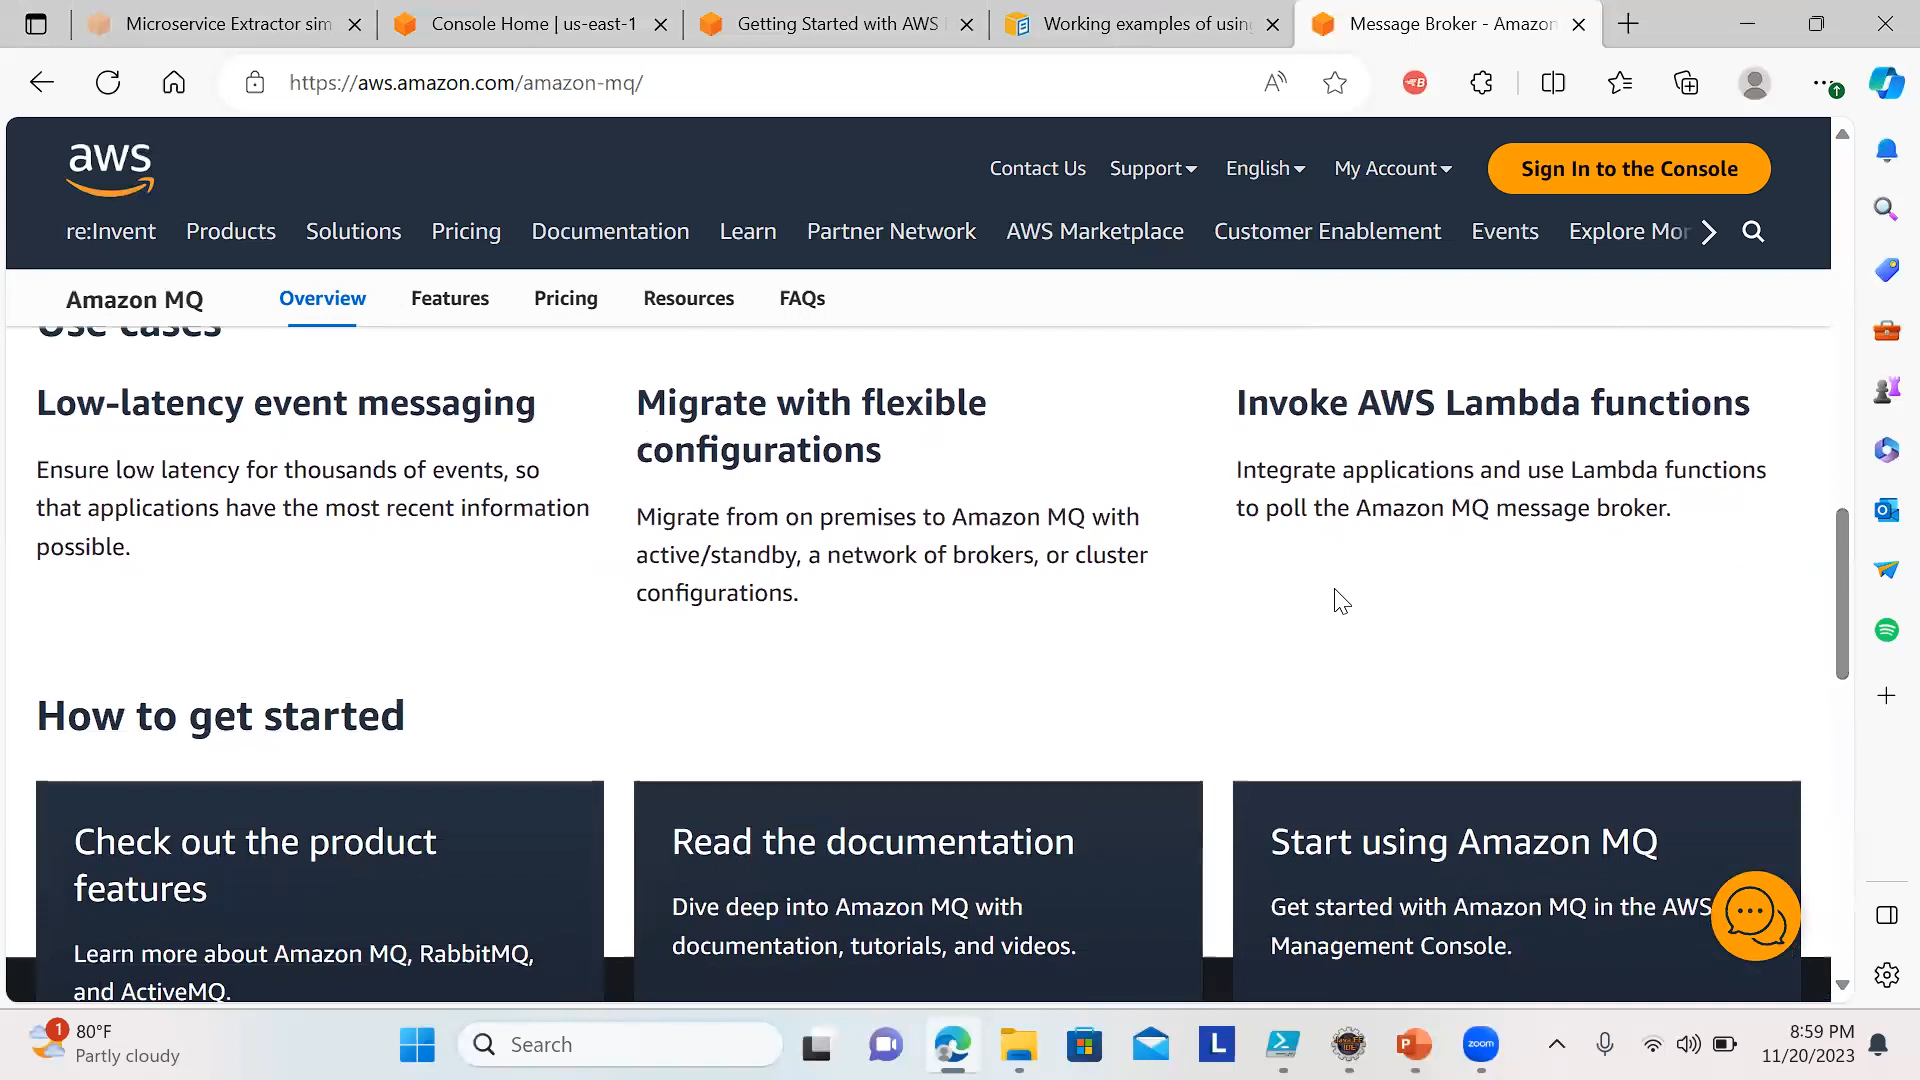 Microservice Extractor sim
Console Home | us-east-1
Getting Started with AWS
Working examples of using
Message Broker - Amazon
https://aws.amazon.com/amazon-mq/
aws
Contact Us
Support
English
My Account
Sign In to the Console
re:Invent
Products
Solutions
Pricing
Documentation
Learn
Partner Network
AWS Marketplace
Customer Enablement
Events
Explore Mor
Amazon MQ
Overview
Features
Pricing
Resources
FAQs
Use cases
Low-latency event messaging
Ensure low latency for thousands of events, so
that applications have the most recent information
possible.
Migrate with flexible
configurations
Migrate from on premises to Amazon MQ with
active/standby, a network of brokers, or cluster
configurations.
Invoke AWS Lambda functions
Integrate applications and use Lambda functions
to poll the Amazon MQ message broker.
How to get started
Check out the product
features
Learn more about Amazon MQ, RabbitMQ,
and ActiveMQ.
Read the documentation
Dive deep into Amazon MQ with
documentation, tutorials, and videos.
Start using Amazon MQ
Get started with Amazon MQ in the AWS
Management Console.
1
80°F
Partly cloudy
Search
L
P
zoom
8:59 PM
11/20/2023